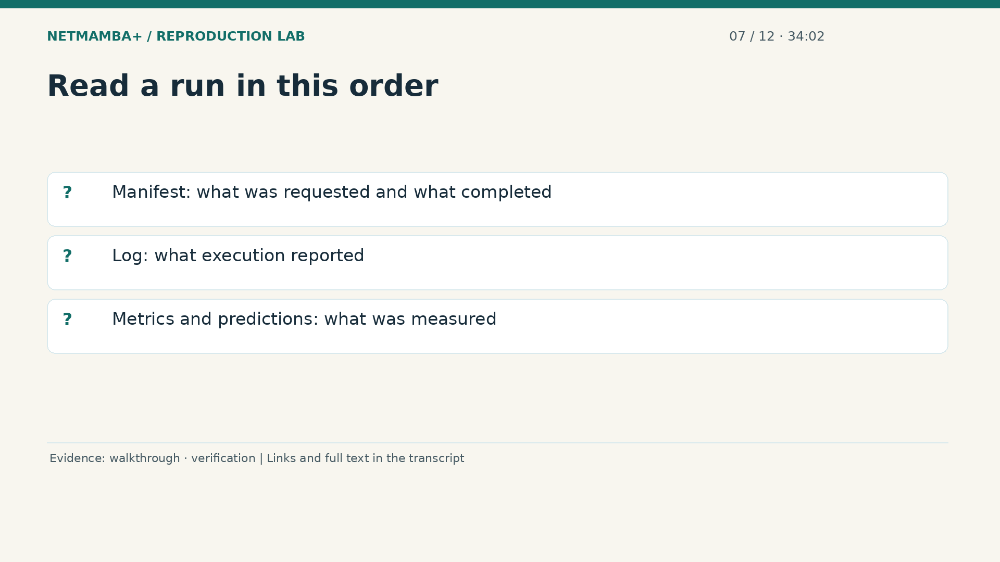 NETMAMBA+ / REPRODUCTION LAB
07 / 12 · 34:02
Read a run in this order
? Manifest: what was requested and what completed
? Log: what execution reported
? Metrics and predictions: what was measured
Evidence: walkthrough · verification | Links and full text in the transcript